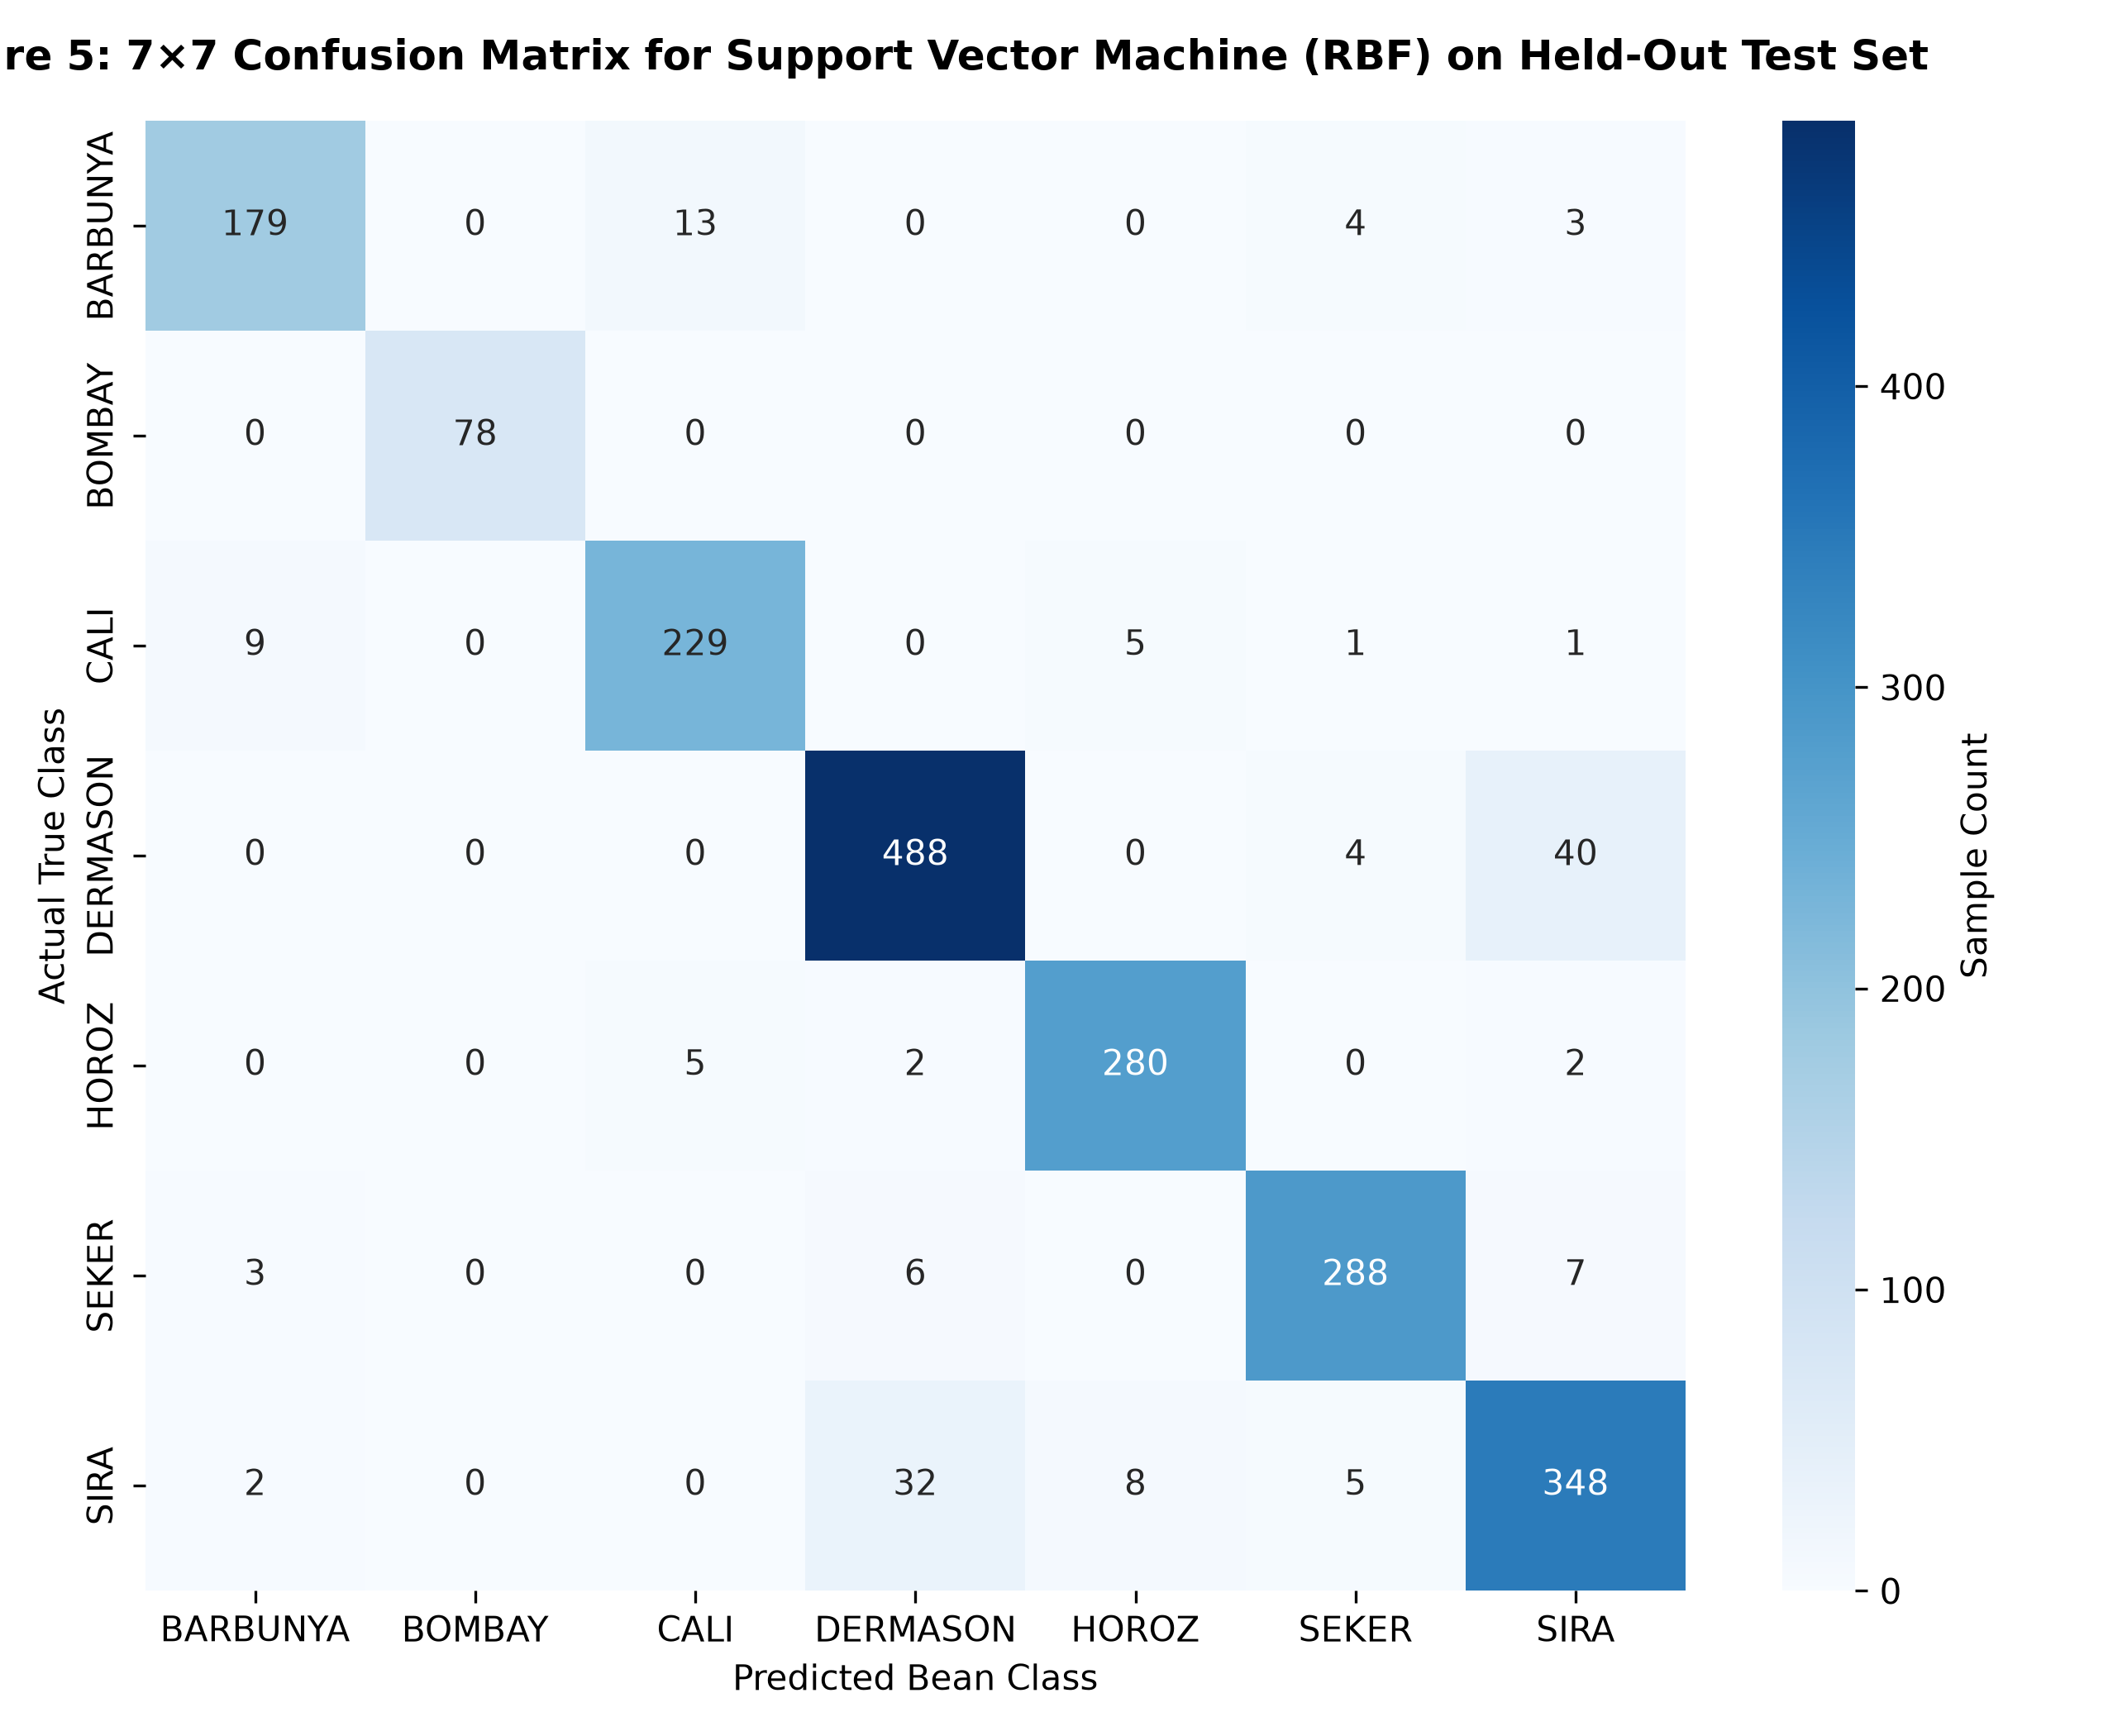 re 5: 7×7 Confusion Matrix for Support Vector Machine (RBF) on Held-Out Test Set
BARBUNYA 179 0 13 0 0 4 3
BOMBAY 0 78 0 0 0 0 0
CALI 9 0 229 0 5 1 1
DERMASON 0 0 0 488 0 4 40
HOROZ 0 0 5 2 280 0 2
SEKER 3 0 0 6 0 288 7
SIRA 2 0 0 32 8 5 348
BARBUNYA BOMBAY CALI DERMASON HOROZ SEKER SIRA
Predicted Bean Class
Actual True Class
400
300
200
100
0
Sample Count